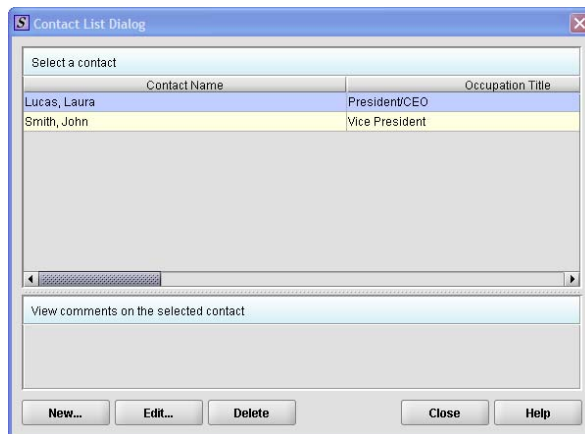 S Contact List Dialog
Select a contact
Contact Name Occupation Title
Lucas, Laura President/CEO
Smith, John Vice President
View comments on the selected contact
New... Edit... Delete Close Help